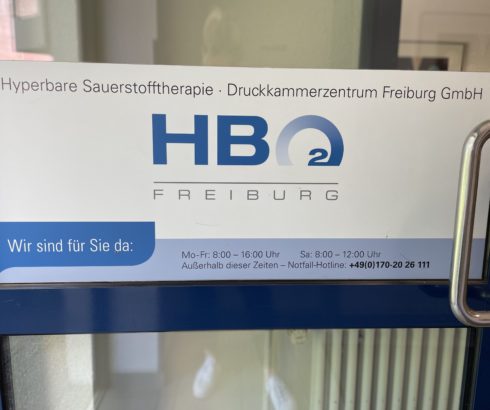 Hyperbare Sauerstofftherapie · Druckkammerzentrum Freiburg GmbH
HBO2
FREIBURG
Wir sind für Sie da:
Mo-Fr: 8:00 – 16:00 Uhr Sa: 8:00 – 12:00 Uhr
Außerhalb dieser Zeiten – Notfall-Hotline: +49(0)170-20 26 111